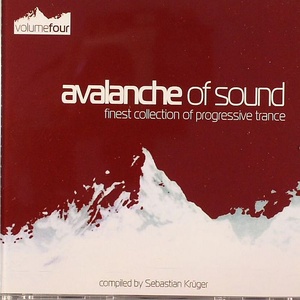 volumefour
avalanche of sound
finest collection of progressive trance
compiled by Sebastian Krüger